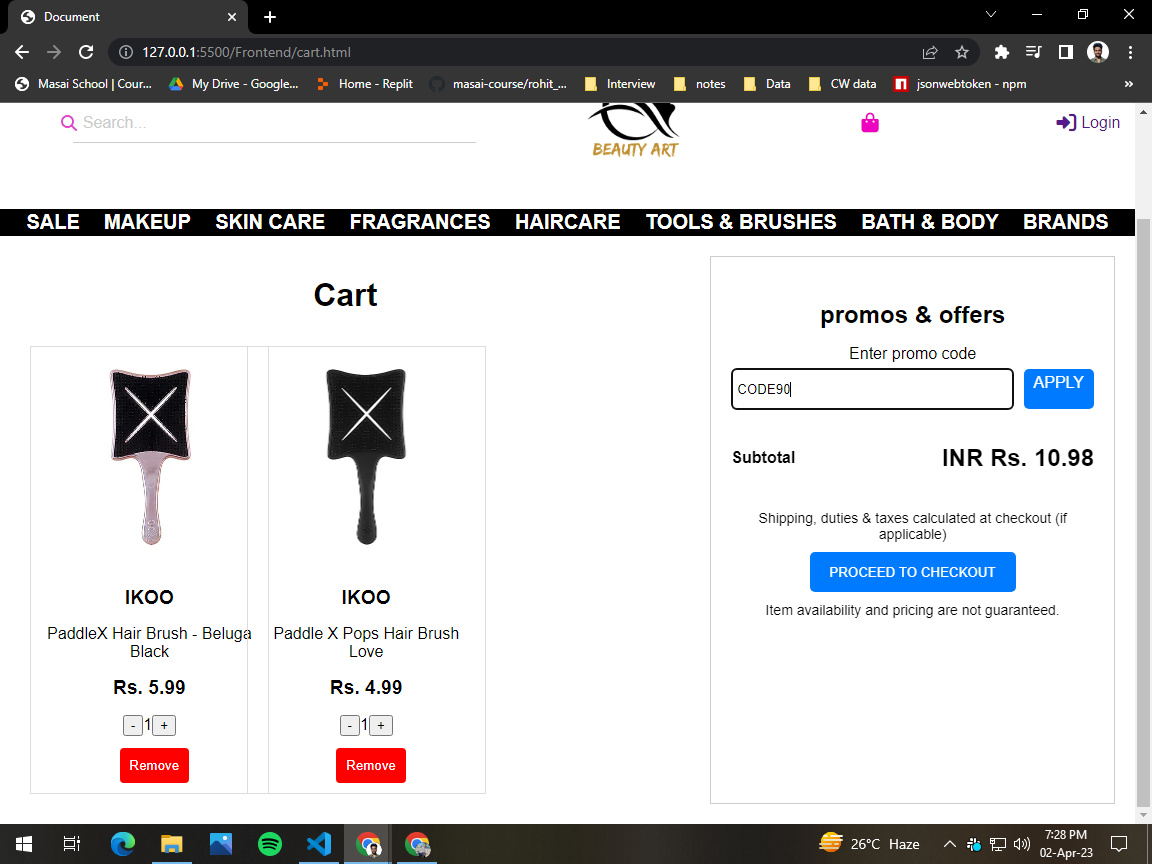 Document
127.0.0.1:5500/Frontend/cart.html
Masai School | Cour... My Drive - Google... Home - Replit masai-course/rohit_... Interview notes Data CW data jsonwebtoken - npm »
Search... BEAUTY ART Login
SALE MAKEUP SKIN CARE FRAGRANCES HAIRCARE TOOLS & BRUSHES BATH & BODY BRANDS
Cart
IKOO
PaddleX Hair Brush - Beluga
Black
Rs. 5.99
- 1 +
Remove
IKOO
Paddle X Pops Hair Brush
Love
Rs. 4.99
- 1 +
Remove
promos & offers
Enter promo code
CODE90 APPLY
Subtotal INR Rs. 10.98
Shipping, duties & taxes calculated at checkout (if
applicable)
PROCEED TO CHECKOUT
Item availability and pricing are not guaranteed.
26°C Haze
7:28 PM
02-Apr-23